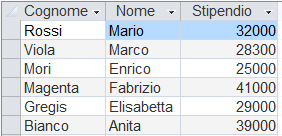 Cognome Nome Stipendio
Rossi Mario 32000
Viola Marco 28300
Mori Enrico 25000
Magenta Fabrizio 41000
Gregis Elisabetta 29000
Bianco Anita 39000